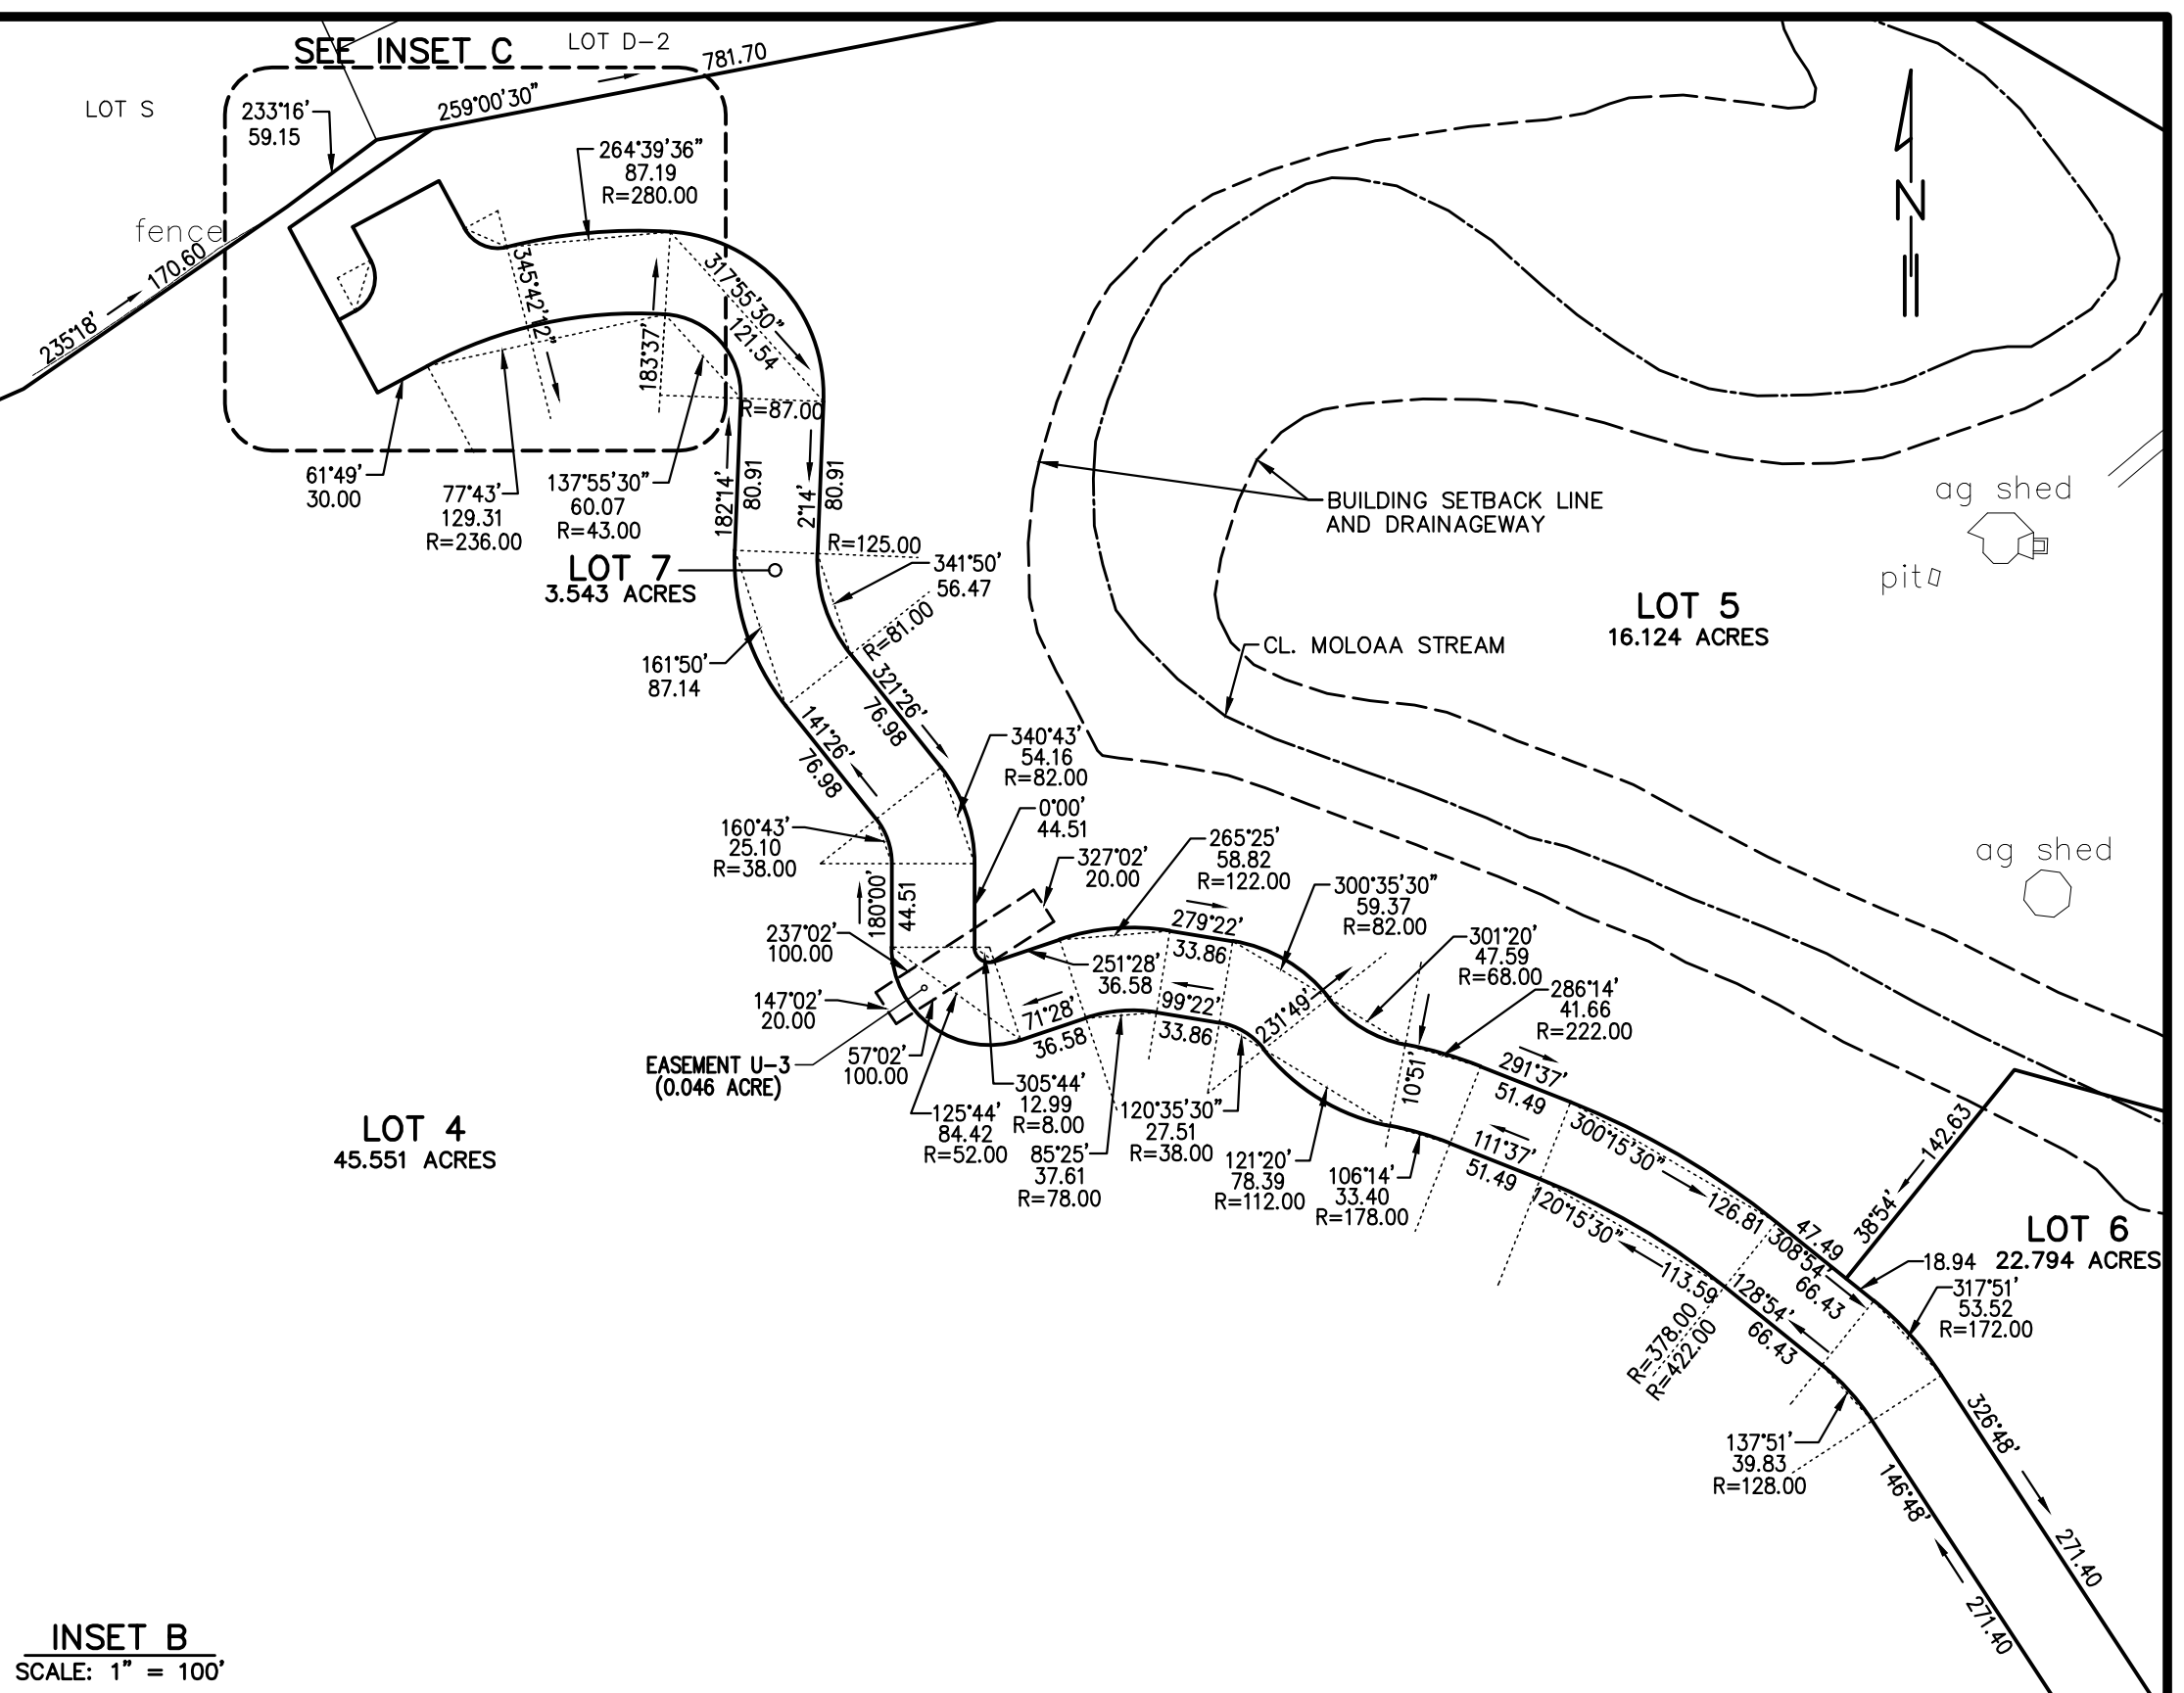 SEE INSET C
LOT D-2
781.70
LOT S
233°16'
59.15
259°00'30"
264°39'36"
87.19
R=280.00
fence
170.60
235°18'
345°42'12"
183°37'
317°55'30"
121.54
R=87.00
61°49'
30.00
77°43'
129.31
R=236.00
137°55'30"
60.07
R=43.00
182°14'
80.91
2°14'
80.91
N
R=125.00
341°50'
56.47
R=81.00
LOT 7
3.543 ACRES
161°50'
87.14
BUILDING SETBACK LINE
AND DRAINAGEWAY
CL. MOLOAA STREAM
ag shed
pit
LOT 5
16.124 ACRES
321°26'
76.98
141°26'
76.98
340°43'
54.16
R=82.00
0°00'
44.51
160°43'
25.10
R=38.00
180°00'
44.51
327°02'
20.00
265°25'
58.82
R=122.00
300°35'30"
59.37
R=82.00
ag shed
237°02'
100.00
279°22'
33.86
301°20'
47.59
R=68.00
147°02'
20.00
251°28'
36.58
99°22'
33.86
231°49'
286°14'
41.66
R=222.00
71°28'
36.58
EASEMENT U-3
(0.046 ACRE)
57°02'
100.00
125°44'
84.42
R=52.00
305°44'
12.99
R=8.00
85°25'
37.61
R=78.00
120°35'30"
27.51
R=38.00
121°20'
78.39
R=112.00
10°51'
106°14'
33.40
R=178.00
291°37'
51.49
111°37'
51.49
300°15'30"
126.81
120°15'30"
113.59
142.63
38°54'
LOT 4
45.551 ACRES
LOT 6
22.794 ACRES
47.49
308°54'
66.43
18.94
317°51'
53.52
R=172.00
128°54'
66.43
R=378.00
R=422.00
137°51'
39.83
R=128.00
326°48'
271.40
146°48'
271.40
INSET B
SCALE: 1" = 100'